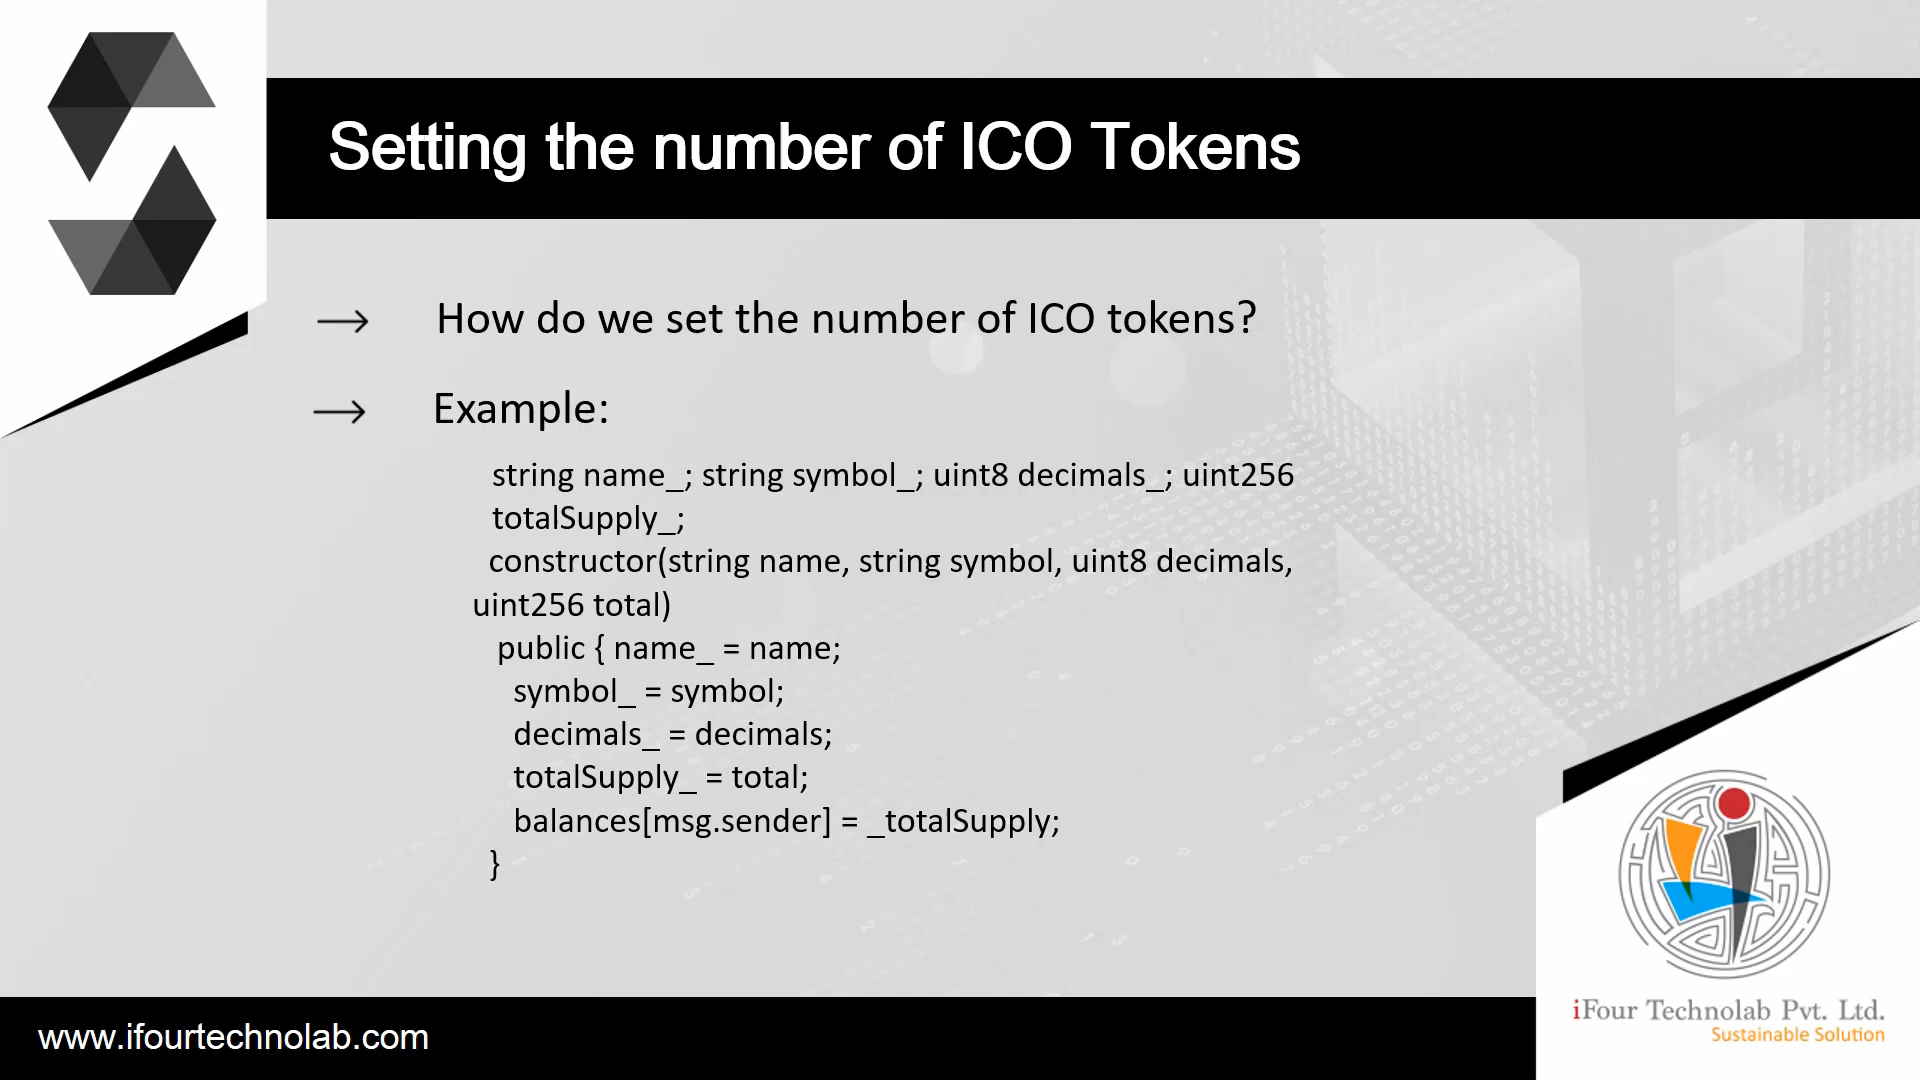 Setting the number of ICO Tokens
How do we set the number of ICO tokens?
Example:
string name_; string symbol_; uint8 decimals_; uint256
totalSupply_;
constructor(string name, string symbol, uint8 decimals,
uint256 total)
public { name_ = name;
symbol_ = symbol;
decimals_ = decimals;
totalSupply_ = total;
balances[msg.sender] = _totalSupply;
}
www.ifourtechnolab.com
iFour Technolab Pvt. Ltd.
Sustainable Solution